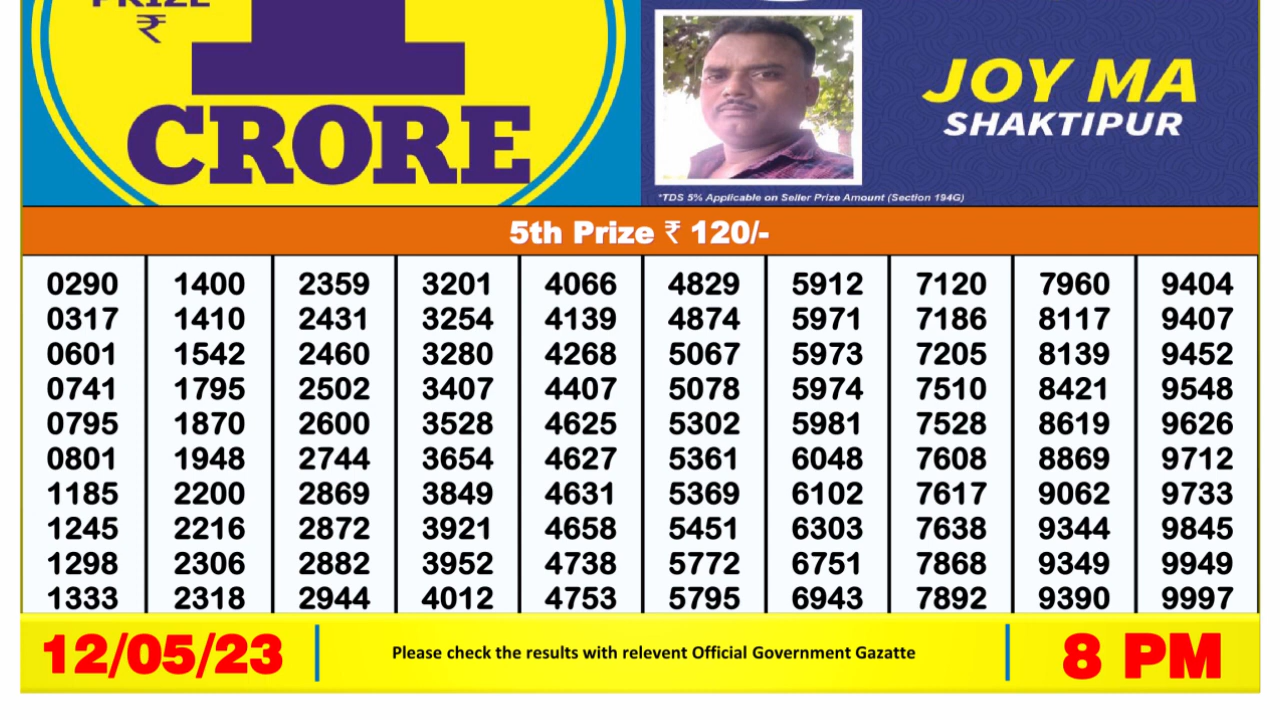 PRIZE
₹
1
CRORE
JOY MA
SHAKTIPUR
*TDS 5% Applicable on Seller Prize Amount (Section 194G)
5th Prize ₹ 120/-
0290 1400 2359 3201 4066 4829 5912 7120 7960 9404
0317 1410 2431 3254 4139 4874 5971 7186 8117 9407
0601 1542 2460 3280 4268 5067 5973 7205 8139 9452
0741 1795 2502 3407 4407 5078 5974 7510 8421 9548
0795 1870 2600 3528 4625 5302 5981 7528 8619 9626
0801 1948 2744 3654 4627 5361 6048 7608 8869 9712
1185 2200 2869 3849 4631 5369 6102 7617 9062 9733
1245 2216 2872 3921 4658 5451 6303 7638 9344 9845
1298 2306 2882 3952 4738 5772 6751 7868 9349 9949
1333 2318 2944 4012 4753 5795 6943 7892 9390 9997
12/05/23
Please check the results with relevent Official Government Gazatte
8 PM